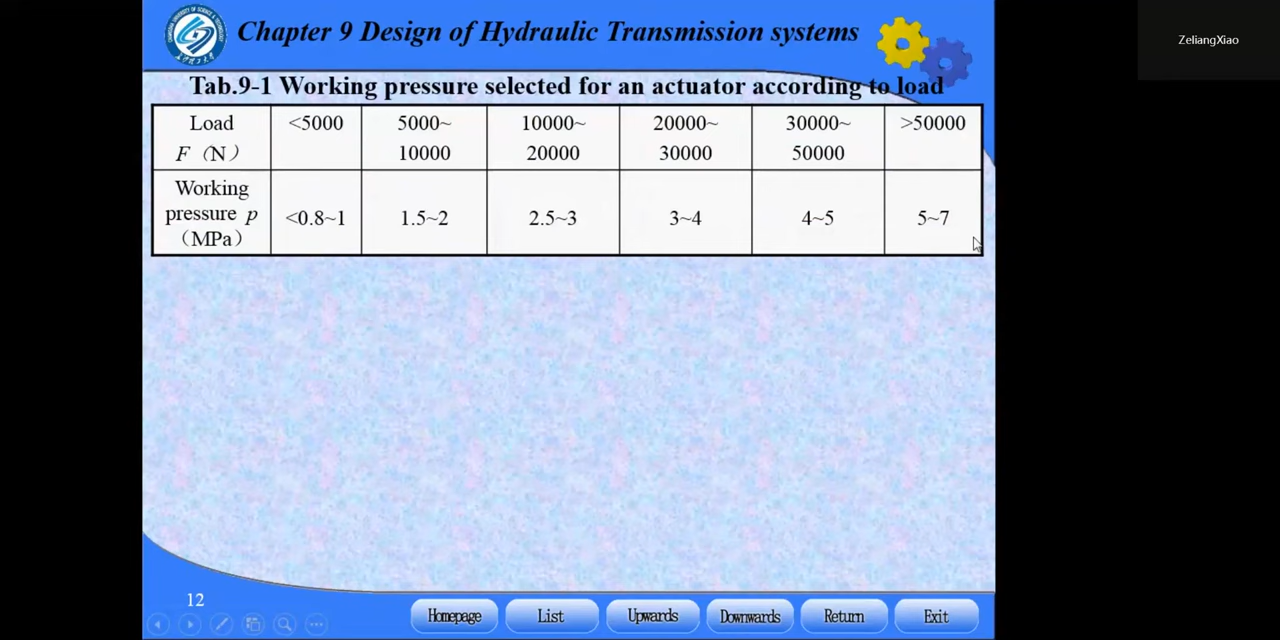 Chapter 9 Design of Hydraulic Transmission systems
ZeliangXiao
Tab.9-1 Working pressure selected for an actuator according to load
Load
F（N）
<5000
5000~
10000
10000~
20000
20000~
30000
30000~
50000
>50000
Working
pressure p
（MPa）
<0.8~1
1.5~2
2.5~3
3~4
4~5
5~7
12
Homepage
List
Upwards
Downwards
Return
Exit